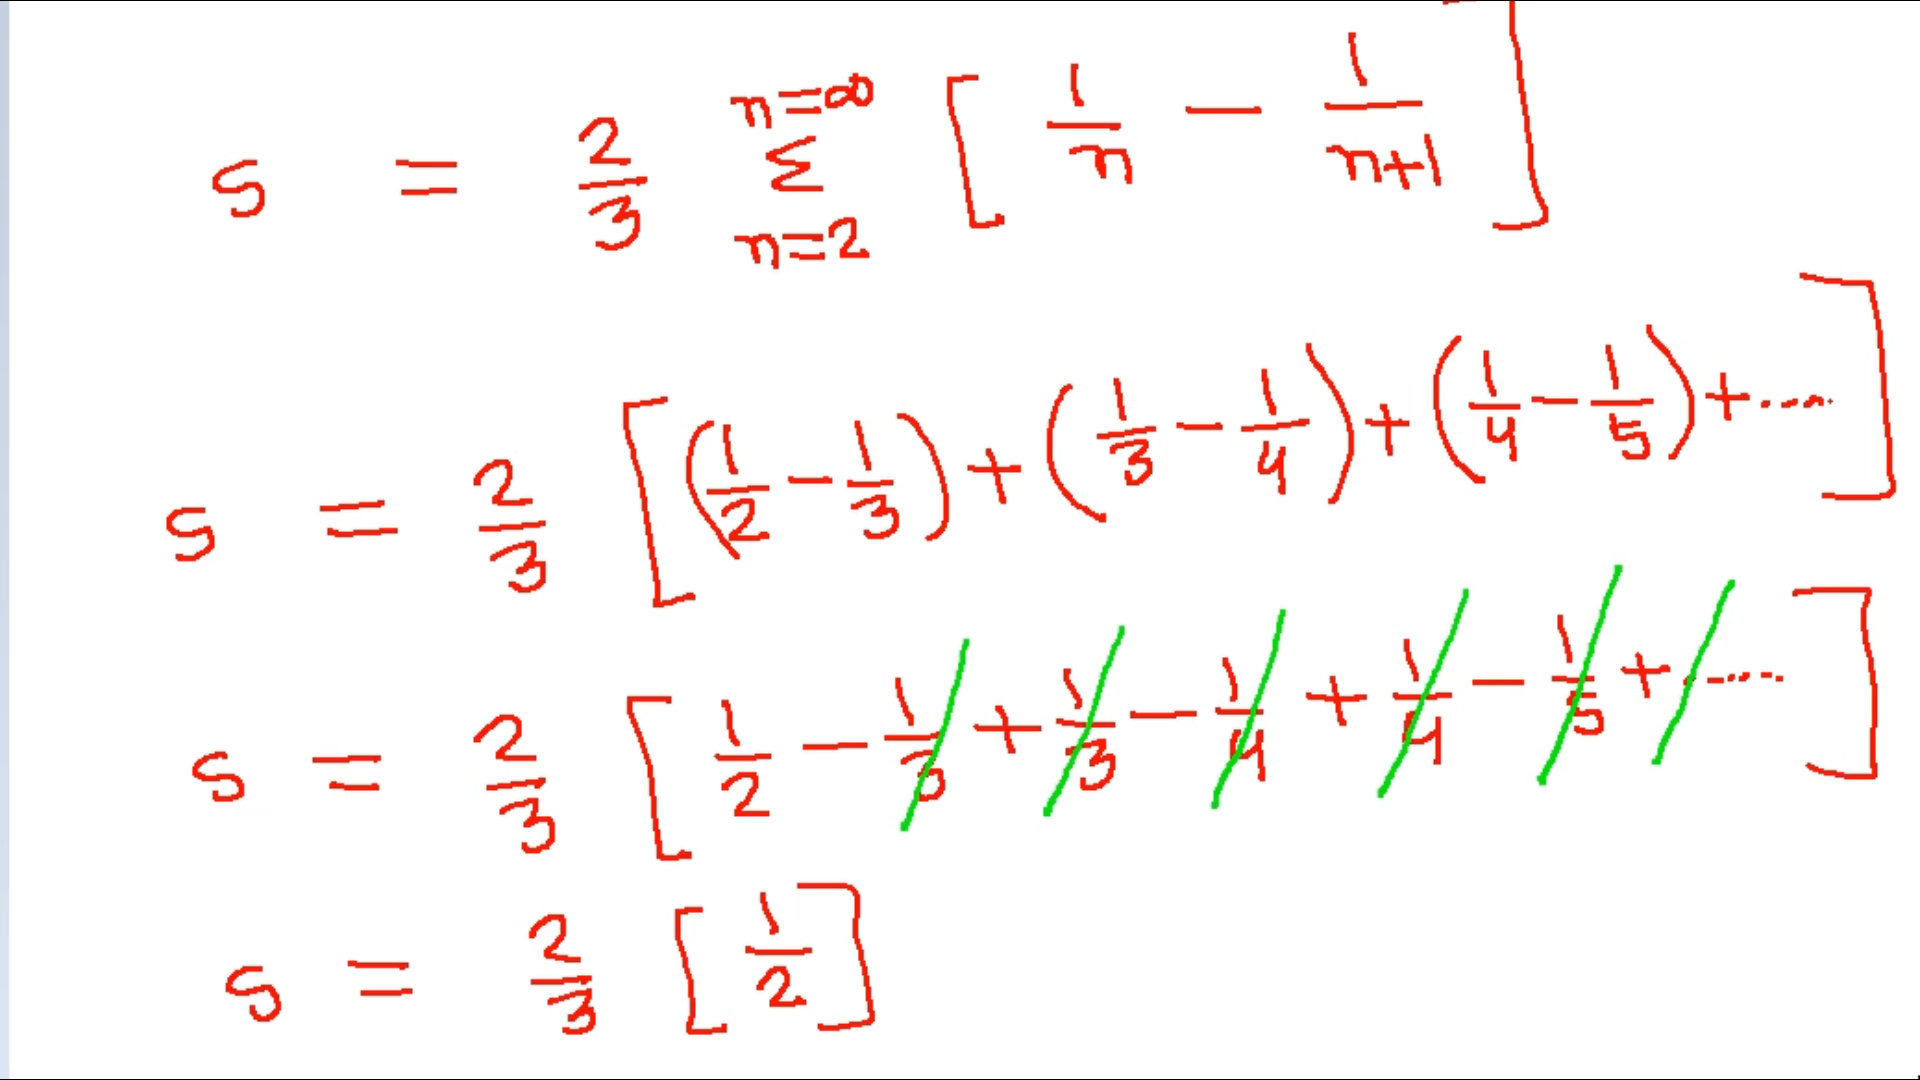 S = 2/3 n=∞ Σ n=2 [ 1/n − 1/n+1 ]
S = 2/3 [ (1/2 − 1/3) + (1/3 − 1/4) + (1/4 − 1/5) + ---- ]
S = 2/3 [ 1/2 − 1/3 + 1/3 − 1/4 + 1/4 − 1/5 + ----- ]
S = 2/3 [ 1/2 ]